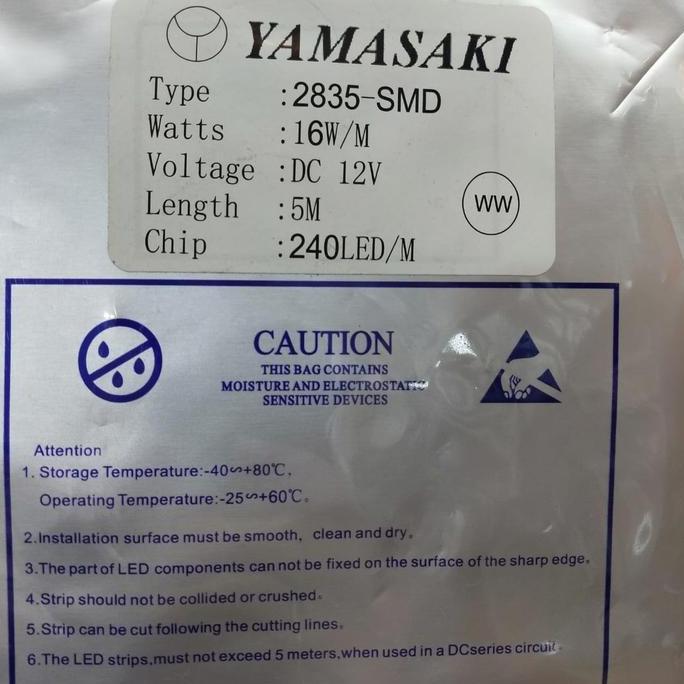 YAMASAKI
Type :2835-SMD
Watts :16W/M
Voltage :DC 12V
Length :5M
WW
Chip :240LED/M
CAUTION
THIS BAG CONTAINS
MOISTURE AND ELECTROSTATIC
SENSITIVE DEVICES
Attention
1. Storage Temperature:-40∽+80℃,
Operating Temperature:-25∽+60℃。
2.Installation surface must be smooth, clean and dry。
3.The part of LED components can not be fixed on the surface of the sharp edge。
4.Strip should not be collided or crushed。
5.Strip can be cut following the cutting lines。
6.The LED strips,must not exceed 5 meters,when used in a DCseries circuit。